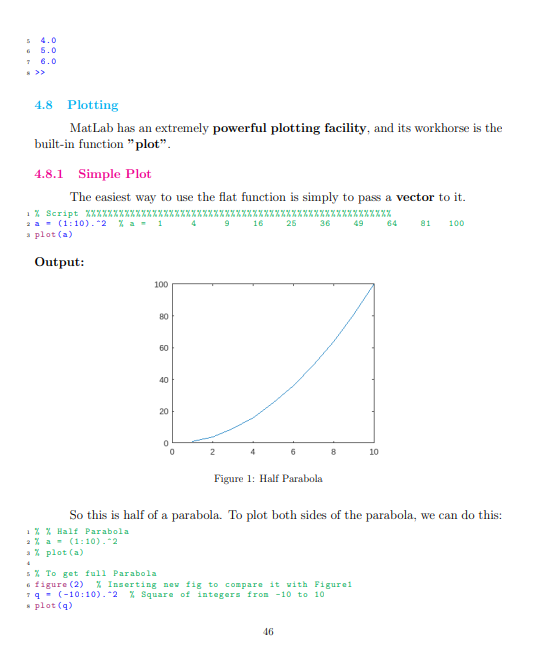 5 4.0
6 5.0
7 6.0
8 >>
4.8 Plotting
MatLab has an extremely powerful plotting facility, and its workhorse is the
built-in function "plot".
4.8.1 Simple Plot
The easiest way to use the flat function is simply to pass a vector to it.
1 % Script %%%%%%%%%%%%%%%%%%%%%%%%%%%%%%%%%%%%%%%%%%%%%%%%%%%%%%
2 a = (1:10).^2 % a = 1 4 9 16 25 36 49 64 81 100
3 plot(a)
Output:
100
80
60
40
20
0
0 2 4 6 8 10
Figure 1: Half Parabola
So this is half of a parabola. To plot both sides of the parabola, we can do this:
1 % % Half Parabola
2 % a = (1:10).^2
3 % plot(a)
4
5 % To get full Parabola
6 figure(2) % Inserting new fig to compare it with Figure1
7 q = (-10:10).^2 % Square of integers from -10 to 10
8 plot(q)
46